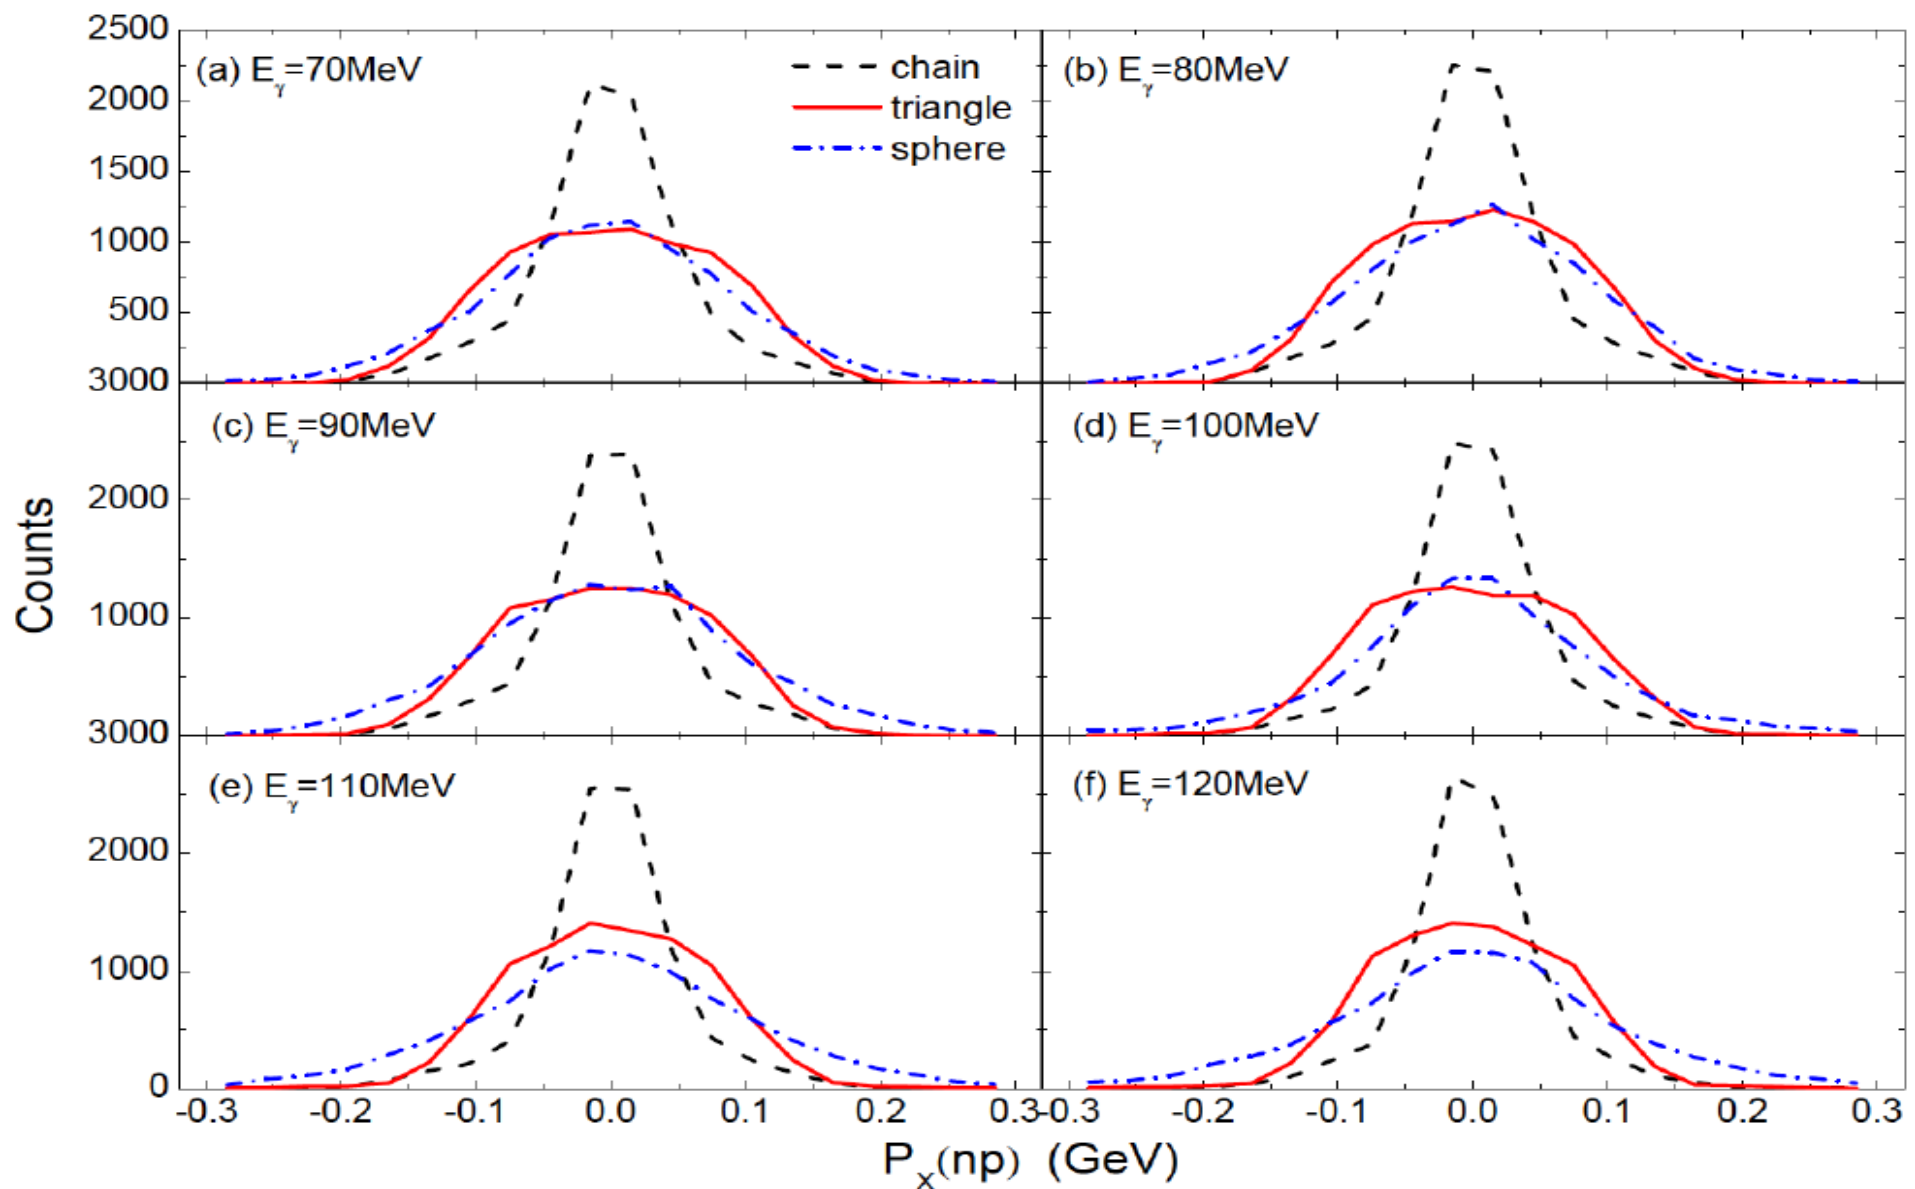 2500
2000
1500
1000
500
3000
2000
1000
3000
2000
1000
0
(a) Eγ=70MeV
chain
triangle
sphere
(b) Eγ=80MeV
(c) Eγ=90MeV
(d) Eγ=100MeV
(e) Eγ=110MeV
(f) Eγ=120MeV
Counts
-0.3 -0.2 -0.1 0.0 0.1 0.2 0.3 -0.3 -0.2 -0.1 0.0 0.1 0.2 0.3
Px(np) (GeV)